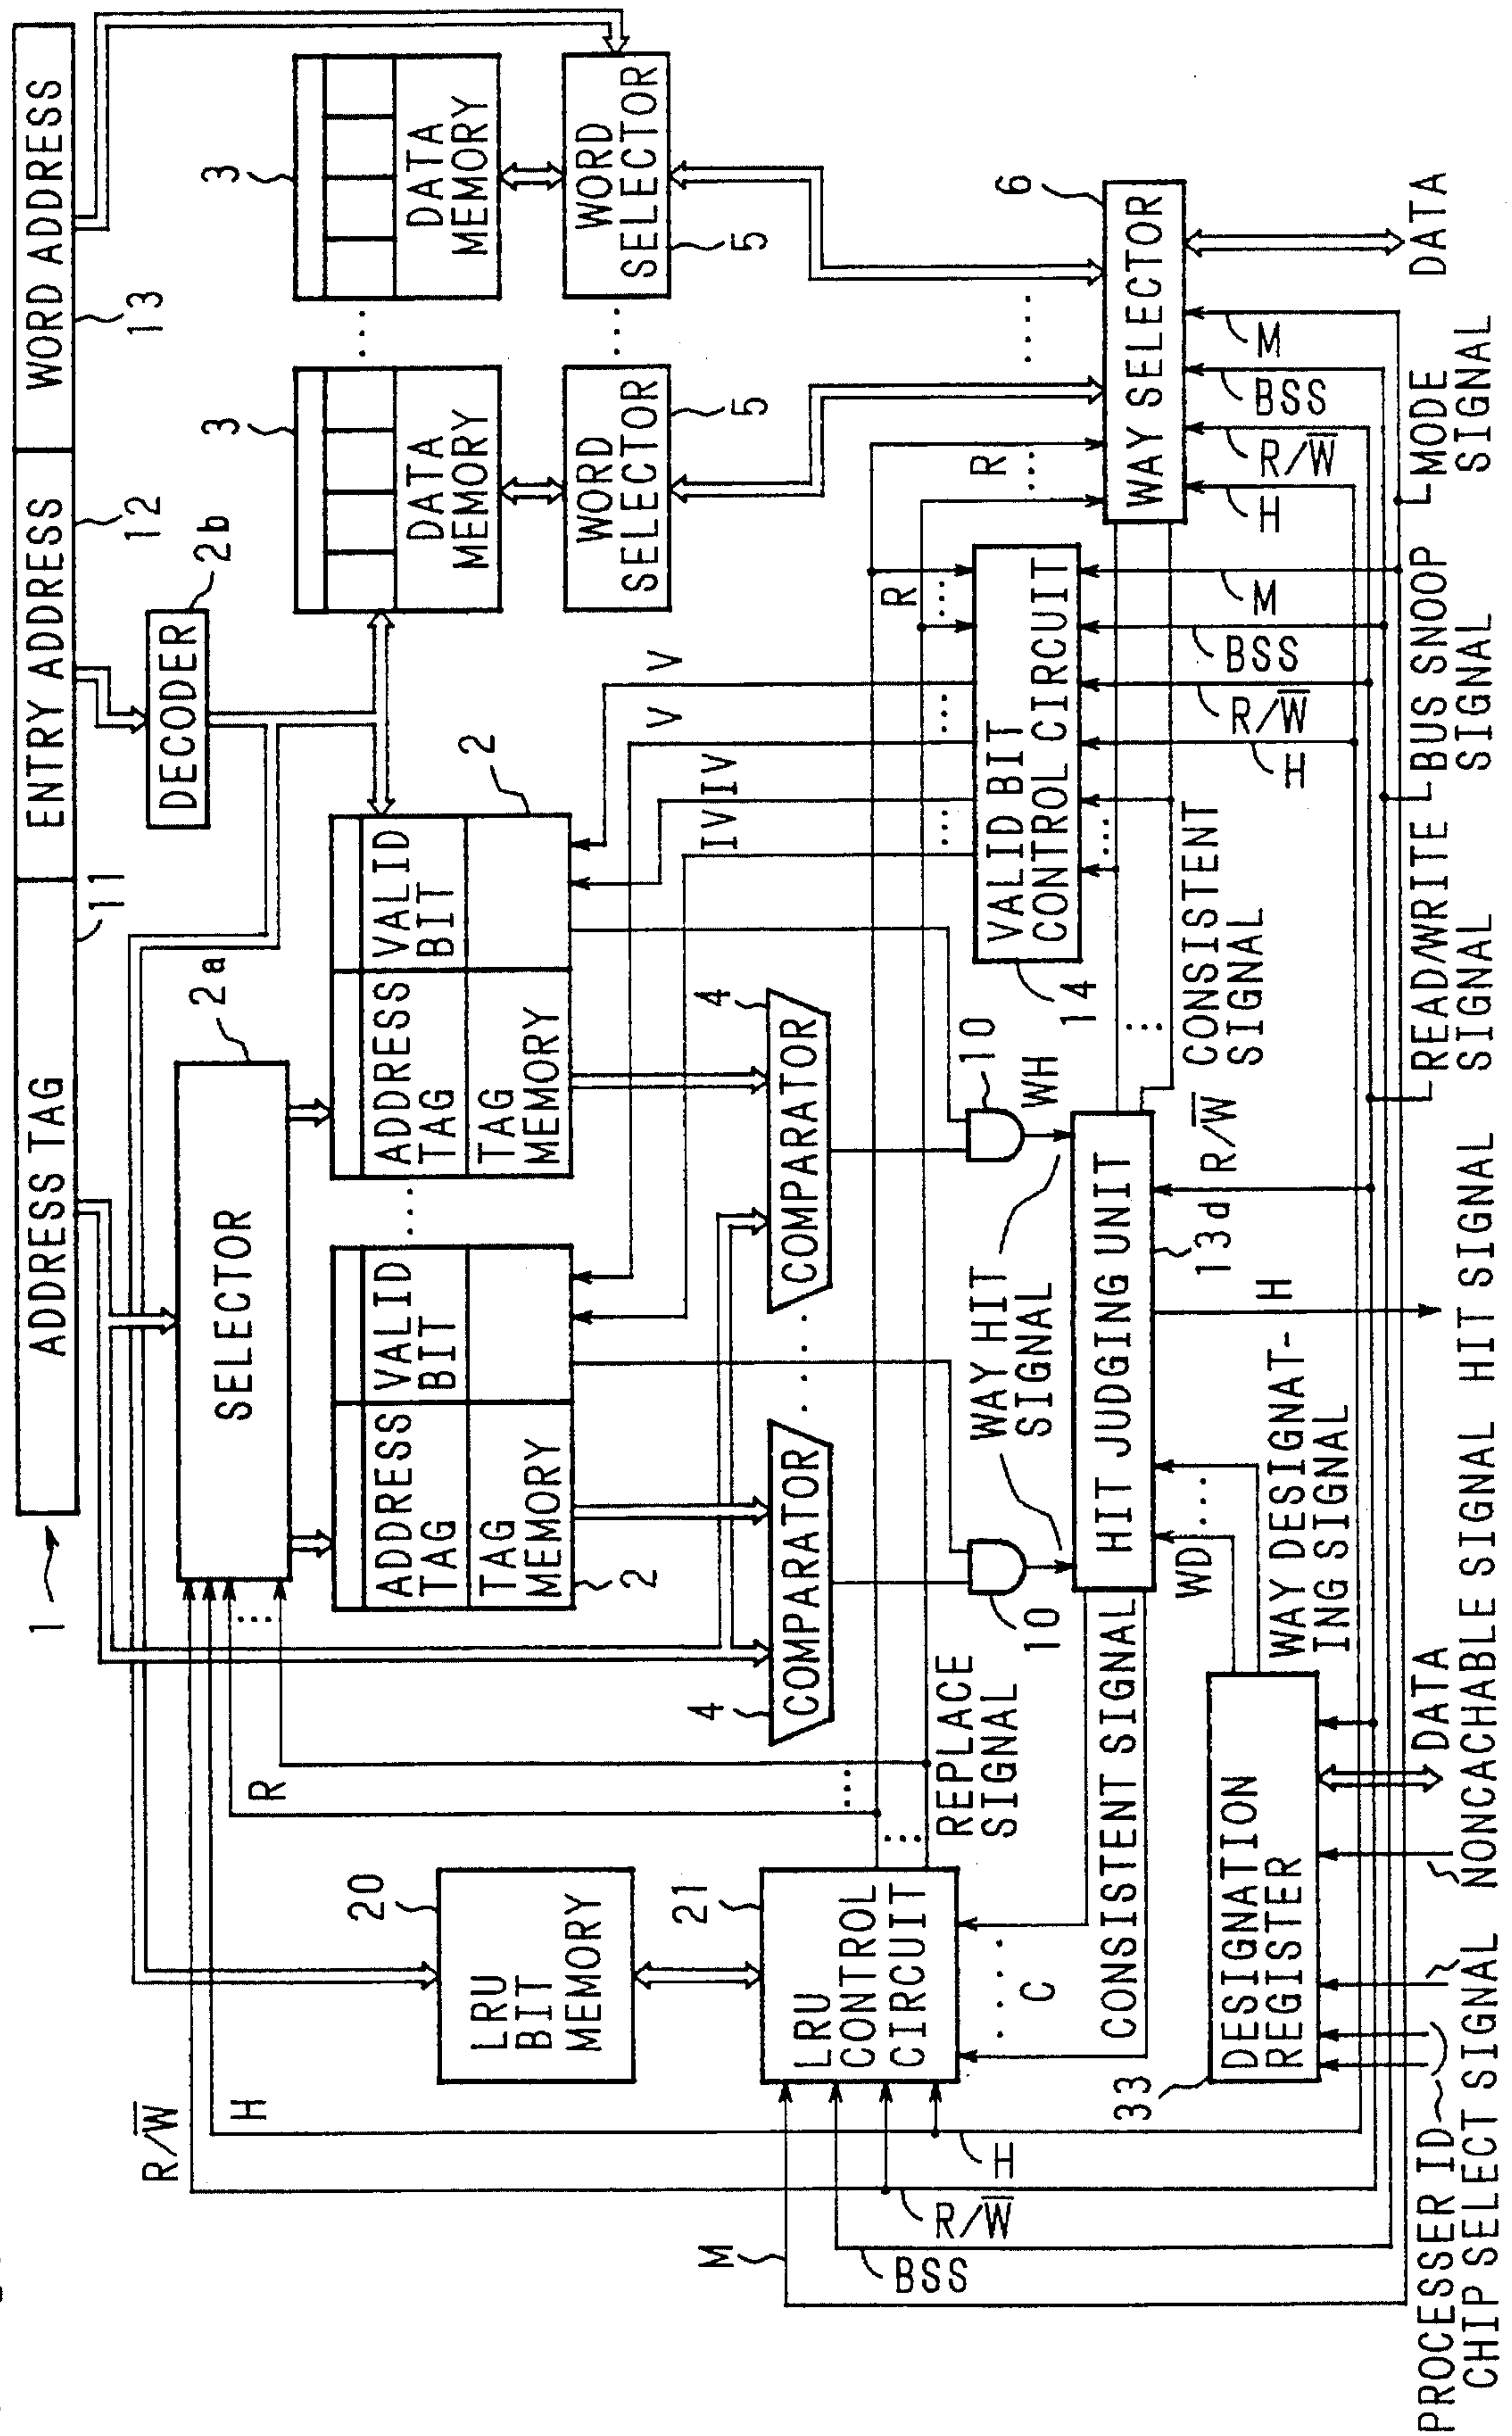 1
ADDRESS TAG
ENTRY ADDRESS
WORD ADDRESS
11
12
13
R/W̅
H
R
SELECTOR
2a
DECODER
2b
LRU
BIT
MEMORY
20
ADDRESS
TAG
VALID
BIT
TAG
MEMORY
2
ADDRESS
TAG
VALID
BIT
TAG
MEMORY
2
3
DATA
MEMORY
3
DATA
MEMORY
WORD
SELECTOR
5
WORD
SELECTOR
5
IV
IV
V
V
M
BSS
R/W̅
H
LRU
CONTROL
CIRCUIT
21
REPLACE
SIGNAL
COMPARATOR
4
COMPARATOR
4
10
10
WAY HIT
SIGNAL
WH
C
CONSISTENT SIGNAL
HIT JUDGING UNIT
13d
R/W̅
H
WD
WAY DESIGNAT-
ING SIGNAL
CONSISTENT
SIGNAL
VALID BIT
CONTROL CIRCUIT
14
R
H
R/W̅
BSS
M
R
WAY SELECTOR
6
H
R/W̅
BSS
M
DESIGNATION
REGISTER
33
PROCESSER ID
CHIP SELECT SIGNAL
NONCACHABLE SIGNAL
DATA
HIT SIGNAL
READ/WRITE
SIGNAL
BUS SNOOP
SIGNAL
MODE
SIGNAL
DATA